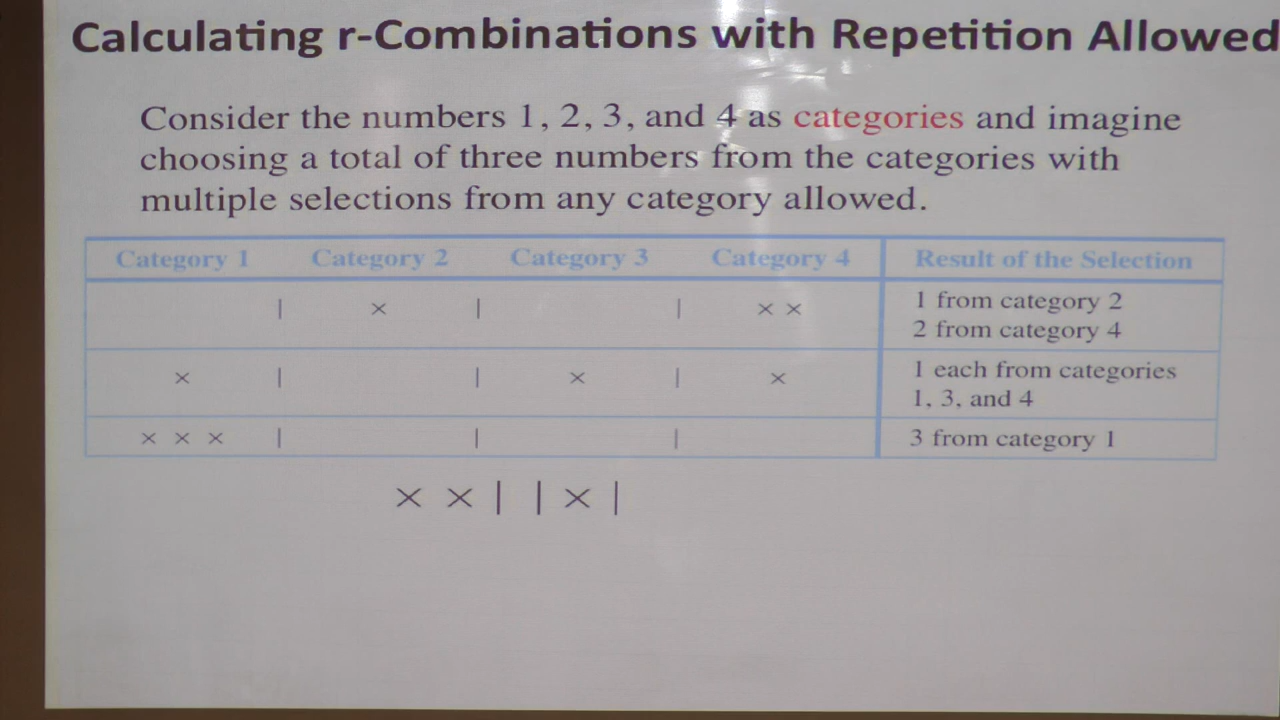 Calculating r-Combinations with Repetition Allowed
Consider the numbers 1, 2, 3, and 4 as categories and imagine
choosing a total of three numbers from the categories with
multiple selections from any category allowed.
Category 1 Category 2 Category 3 Category 4 Result of the Selection
| × | | × × 1 from category 2
2 from category 4
× | | × | × 1 each from categories
1, 3, and 4
× × × | | | 3 from category 1
× × | | × |